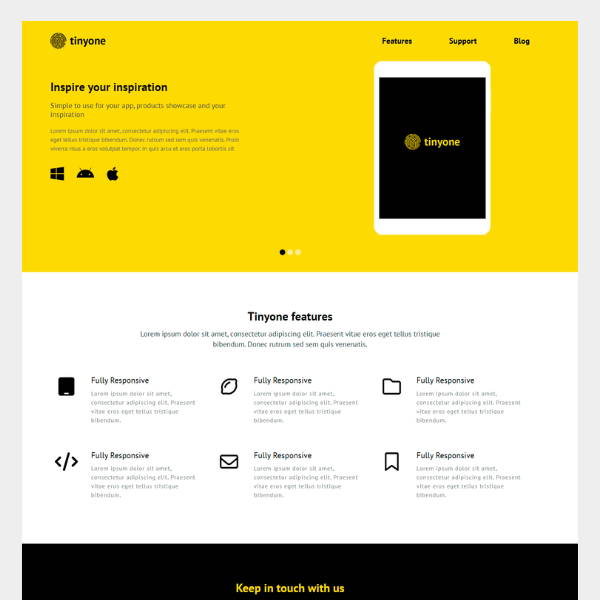 tinyone
Features
Support
Blog
Inspire your inspiration
Simple to use for your app, products showcase and your
inspiration
Lorem ipsum dolor sit amet, consectetur adipiscing elit. Praesent vitae eros
eget tellus tristique bibendum. Donec rutrum sed sem quis venenatis. Proin
viverra risus a eros volutpat tempor. In quis arcu et eros porta lobortis sit
tinyone
Tinyone features
Lorem ipsum dolor sit amet, consectetur adipiscing elit. Praesent vitae eros eget tellus tristique
bibendum. Donec rutrum sed sem quis venenatis.
Fully Responsive
Lorem ipsum dolor sit amet,
consectetur adipiscing elit. Praesent
vitae eros eget tellus tristique
bibendum.
Fully Responsive
Lorem ipsum dolor sit amet,
consectetur adipiscing elit. Praesent
vitae eros eget tellus tristique
bibendum.
Fully Responsive
Lorem ipsum dolor sit amet,
consectetur adipiscing elit. Praesent
vitae eros eget tellus tristique
bibendum.
Fully Responsive
Lorem ipsum dolor sit amet,
consectetur adipiscing elit. Praesent
vitae eros eget tellus tristique
bibendum.
Fully Responsive
Lorem ipsum dolor sit amet,
consectetur adipiscing elit. Praesent
vitae eros eget tellus tristique
bibendum.
Fully Responsive
Lorem ipsum dolor sit amet,
consectetur adipiscing elit. Praesent
vitae eros eget tellus tristique
bibendum.
Keep in touch with us